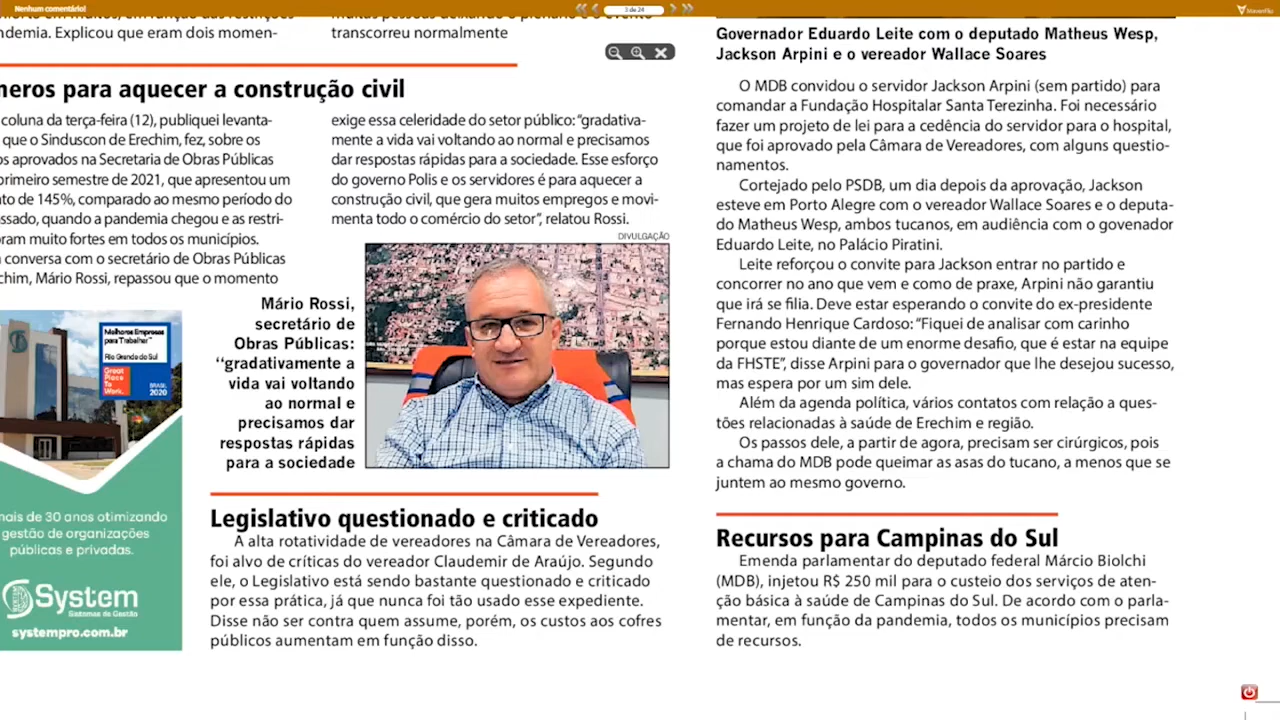 Nenhum comentário!
3 de 24
MavenFlip
ndemia. Explicou que eram dois momen-
transcorreu normalmente
neros para aquecer a construção civil
coluna da terça-feira (12), publiquei levanta-
que o Sinduscon de Erechim, fez, sobre os
os aprovados na Secretaria de Obras Públicas
primeiro semestre de 2021, que apresentou um
to de 145%, comparado ao mesmo período do
ssado, quando a pandemia chegou e as restri-
ram muito fortes em todos os municípios.
conversa com o secretário de Obras Públicas
chim, Mário Rossi, repassou que o momento
exige essa celeridade do setor público: “gradativa-
mente a vida vai voltando ao normal e precisamos
dar respostas rápidas para a sociedade. Esse esforço
do governo Polis e os servidores é para aquecer a
construção civil, que gera muitos empregos e movi-
menta todo o comércio do setor”, relatou Rossi.
DIVULGAÇÃO
Mário Rossi,
secretário de
Obras Públicas:
“gradativamente a
vida vai voltando
ao normal e
precisamos dar
respostas rápidas
para a sociedade
Melhores Empresas
para Trabalhar
Rio Grande do Sul
Great
Place
To
Work.
BRASIL
2020
mais de 30 anos otimizando
gestão de organizações
públicas e privadas.
System
Sistemas de Gestão
systempro.com.br
Legislativo questionado e criticado
A alta rotatividade de vereadores na Câmara de Vereadores,
foi alvo de críticas do vereador Claudemir de Araújo. Segundo
ele, o Legislativo está sendo bastante questionado e criticado
por essa prática, já que nunca foi tão usado esse expediente.
Disse não ser contra quem assume, porém, os custos aos cofres
públicos aumentam em função disso.
Governador Eduardo Leite com o deputado Matheus Wesp,
Jackson Arpini e o vereador Wallace Soares
O MDB convidou o servidor Jackson Arpini (sem partido) para
comandar a Fundação Hospitalar Santa Terezinha. Foi necessário
fazer um projeto de lei para a cedência do servidor para o hospital,
que foi aprovado pela Câmara de Vereadores, com alguns questio-
namentos.
Cortejado pelo PSDB, um dia depois da aprovação, Jackson
esteve em Porto Alegre com o vereador Wallace Soares e o deputa-
do Matheus Wesp, ambos tucanos, em audiência com o govenador
Eduardo Leite, no Palácio Piratini.
Leite reforçou o convite para Jackson entrar no partido e
concorrer no ano que vem e como de praxe, Arpini não garantiu
que irá se filia. Deve estar esperando o convite do ex-presidente
Fernando Henrique Cardoso: “Fiquei de analisar com carinho
porque estou diante de um enorme desafio, que é estar na equipe
da FHSTE”, disse Arpini para o governador que lhe desejou sucesso,
mas espera por um sim dele.
Além da agenda política, vários contatos com relação a ques-
tões relacionadas à saúde de Erechim e região.
Os passos dele, a partir de agora, precisam ser cirúrgicos, pois
a chama do MDB pode queimar as asas do tucano, a menos que se
juntem ao mesmo governo.
Recursos para Campinas do Sul
Emenda parlamentar do deputado federal Márcio Biolchi
(MDB), injetou R$ 250 mil para o custeio dos serviços de aten-
ção básica à saúde de Campinas do Sul. De acordo com o parla-
mentar, em função da pandemia, todos os municípios precisam
de recursos.